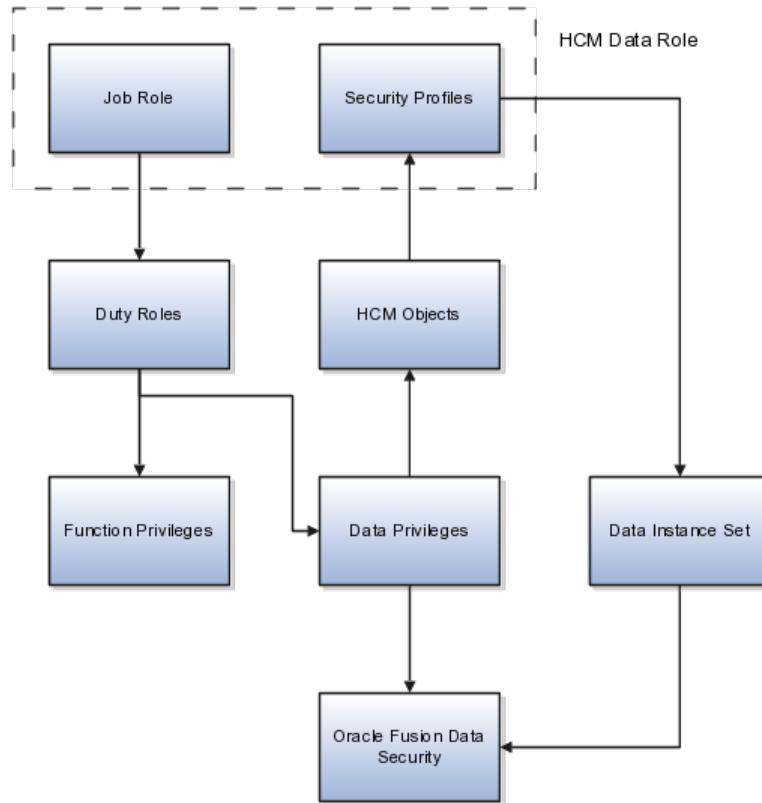 HCM Data Role
Job Role
Security Profiles
Duty Roles
HCM Objects
Function Privileges
Data Privileges
Data Instance Set
Oracle Fusion Data
Security